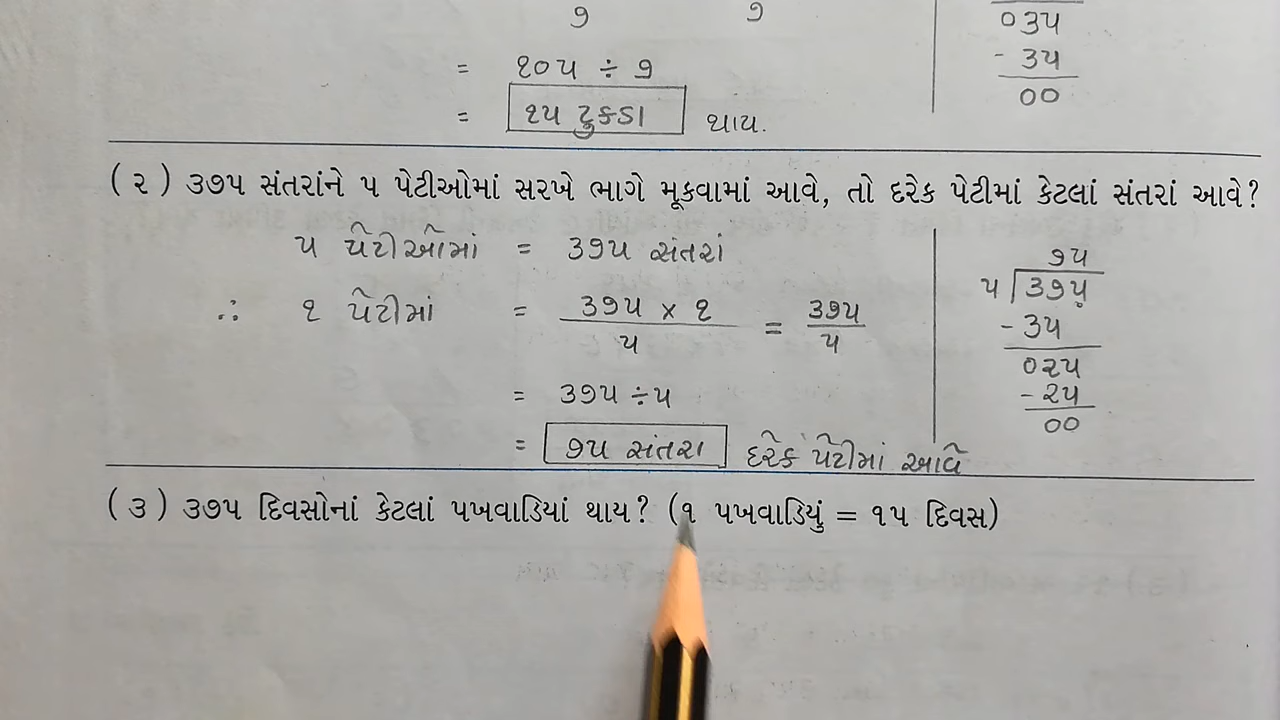 ૭ ૭
૦૩૫
= ૧૦૫ ÷ ૭
- ૩૫
૦૦
= ૧૫ ટુકડા થાય.
(૨) ૩૭૫ સંતરાંને ૫ પેટીઓમાં સરખે ભાગે મૂકવામાં આવે, તો દરેક પેટીમાં કેટલાં સંતરાં આવે?
૫ પેટીઓમાં = ૩૭૫ સંતરાં
∴ ૧ પેટીમાં = ૩૭૫ × ૧ / ૫ = ૩૭૫ / ૫
= ૩૭૫ ÷ ૫
= ૭૫ સંતરા દરેક પેટીમાં આવે
૭૫
૫ ૩૭૫
- ૩૫
૦૨૫
- ૨૫
૦૦
(૩) ૩૭૫ દિવસોનાં કેટલાં પખવાડિયાં થાય? (૧ પખવાડિયું = ૧૫ દિવસ)